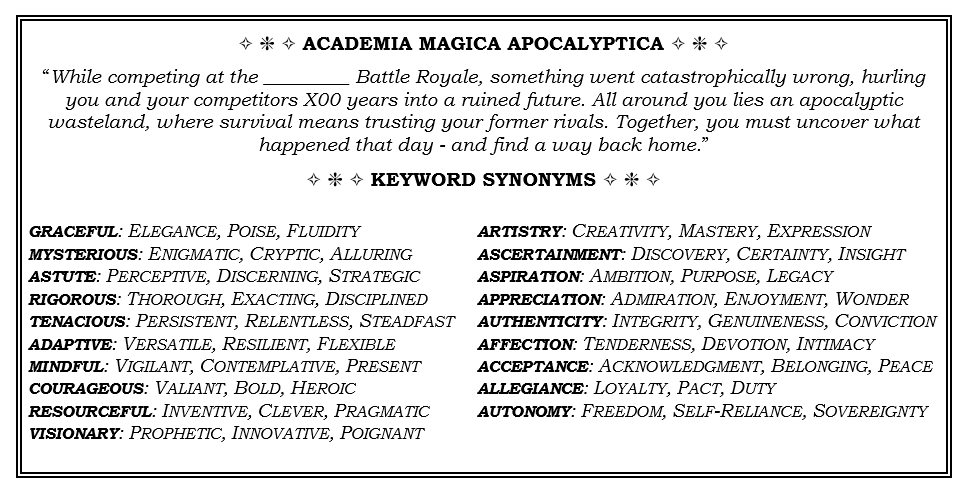 ✧ ❈ ✧ ACADEMIA MAGICA APOCALYPTICA ✧ ❈ ✧
“While competing at the _________ Battle Royale, something went catastrophically wrong, hurling
you and your competitors X00 years into a ruined future. All around you lies an apocalyptic
wasteland, where survival means trusting your former rivals. Together, you must uncover what
happened that day - and find a way back home.”
✧ ❈ ✧ KEYWORD SYNONYMS ✧ ❈ ✧
GRACEFUL: ELEGANCE, POISE, FLUIDITY
MYSTERIOUS: ENIGMATIC, CRYPTIC, ALLURING
ASTUTE: PERCEPTIVE, DISCERNING, STRATEGIC
RIGOROUS: THOROUGH, EXACTING, DISCIPLINED
TENACIOUS: PERSISTENT, RELENTLESS, STEADFAST
ADAPTIVE: VERSATILE, RESILIENT, FLEXIBLE
MINDFUL: VIGILANT, CONTEMPLATIVE, PRESENT
COURAGEOUS: VALIANT, BOLD, HEROIC
RESOURCEFUL: INVENTIVE, CLEVER, PRAGMATIC
VISIONARY: PROPHETIC, INNOVATIVE, POIGNANT
ARTISTRY: CREATIVITY, MASTERY, EXPRESSION
ASCERTAINMENT: DISCOVERY, CERTAINTY, INSIGHT
ASPIRATION: AMBITION, PURPOSE, LEGACY
APPRECIATION: ADMIRATION, ENJOYMENT, WONDER
AUTHENTICITY: INTEGRITY, GENUINENESS, CONVICTION
AFFECTION: TENDERNESS, DEVOTION, INTIMACY
ACCEPTANCE: ACKNOWLEDGMENT, BELONGING, PEACE
ALLEGIANCE: LOYALTY, PACT, DUTY
AUTONOMY: FREEDOM, SELF-RELIANCE, SOVEREIGNTY